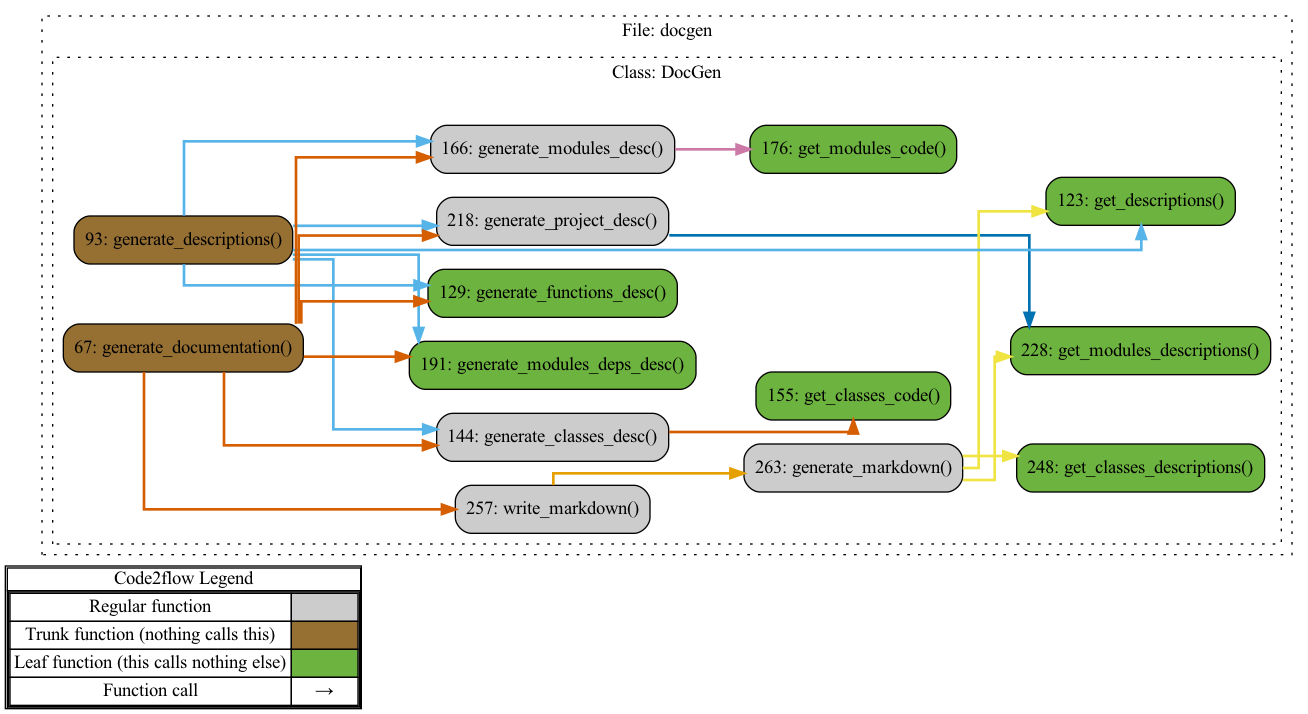 File: docgen
Class: DocGen
166: generate_modules_desc()
176: get_modules_code()
123: get_descriptions()
218: generate_project_desc()
93: generate_descriptions()
129: generate_functions_desc()
67: generate_documentation()
228: get_modules_descriptions()
191: generate_modules_deps_desc()
155: get_classes_code()
144: generate_classes_desc()
263: generate_markdown()
248: get_classes_descriptions()
257: write_markdown()
Code2flow Legend
Regular function
Trunk function (nothing calls this)
Leaf function (this calls nothing else)
Function call →